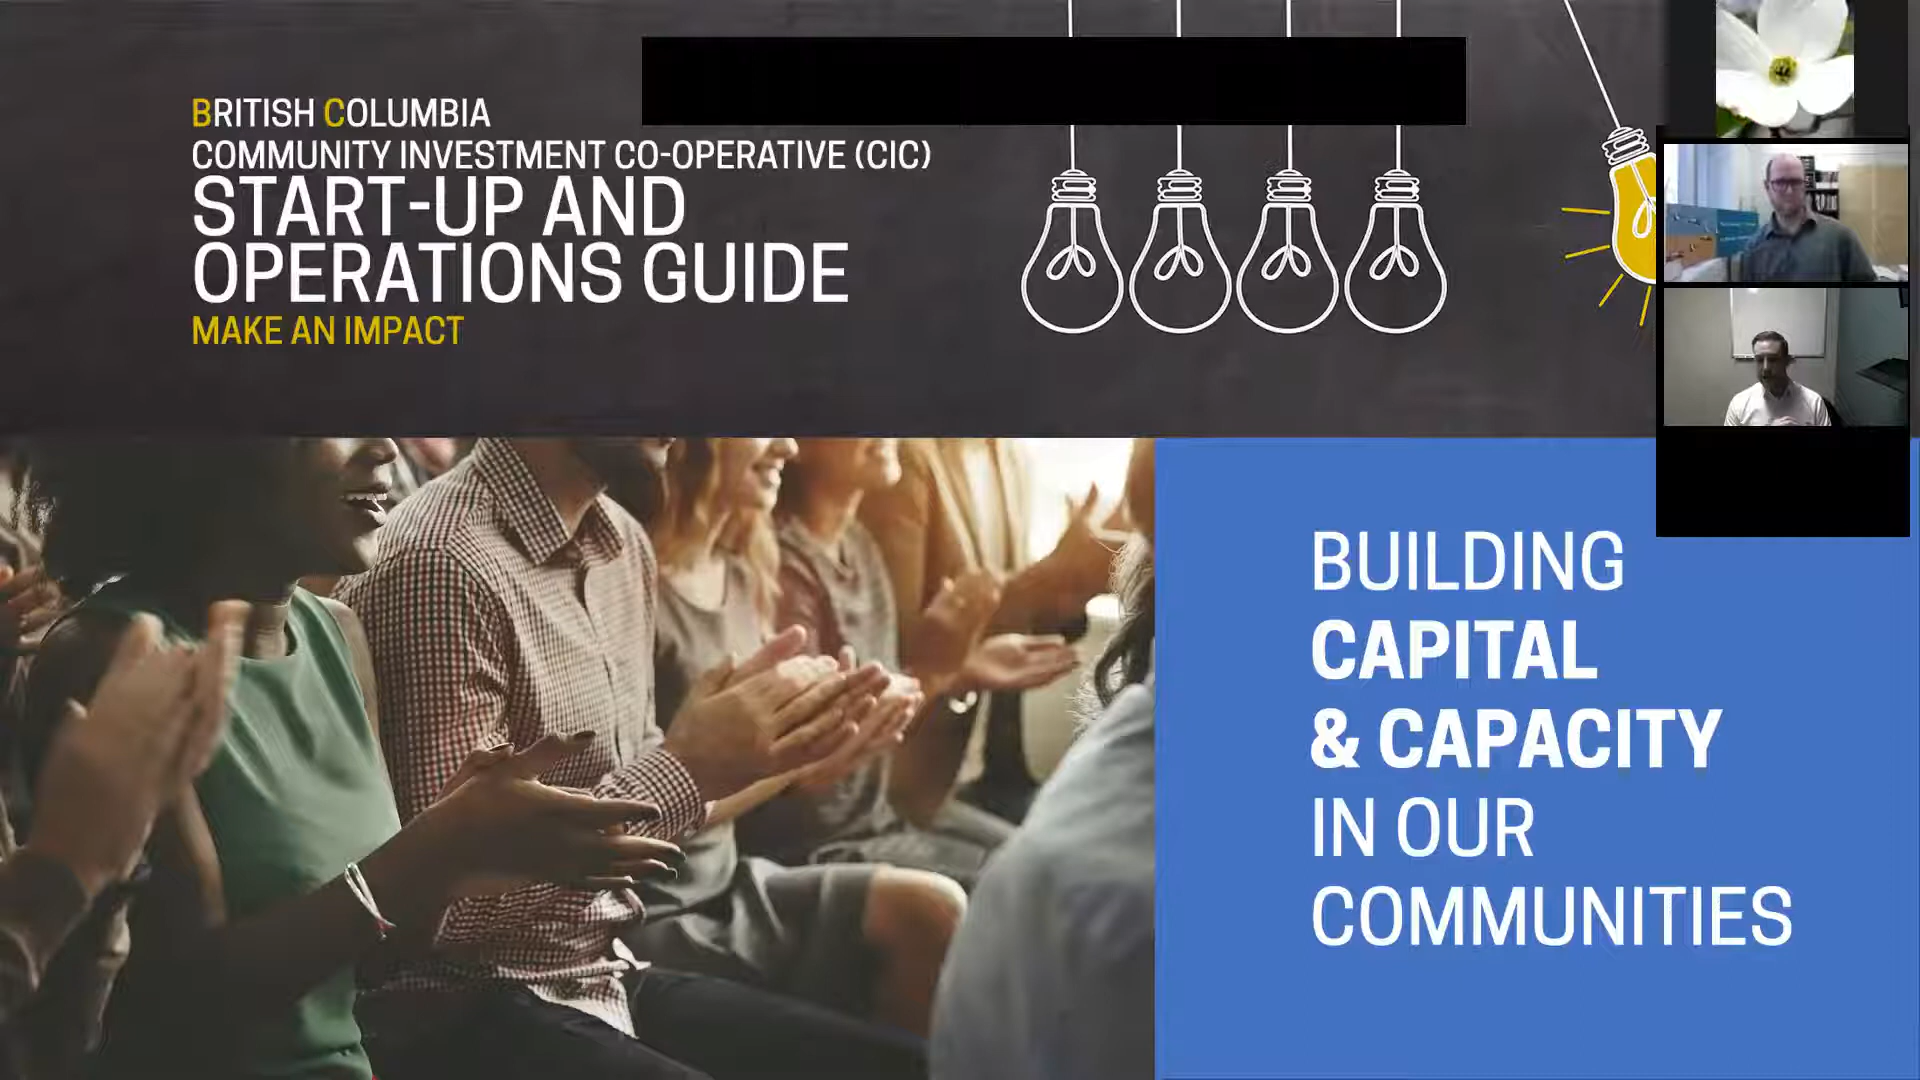 BRITISH COLUMBIA
COMMUNITY INVESTMENT CO-OPERATIVE (CIC)
START-UP AND
OPERATIONS GUIDE
MAKE AN IMPACT
BUILDING
CAPITAL
& CAPACITY
IN OUR
COMMUNITIES